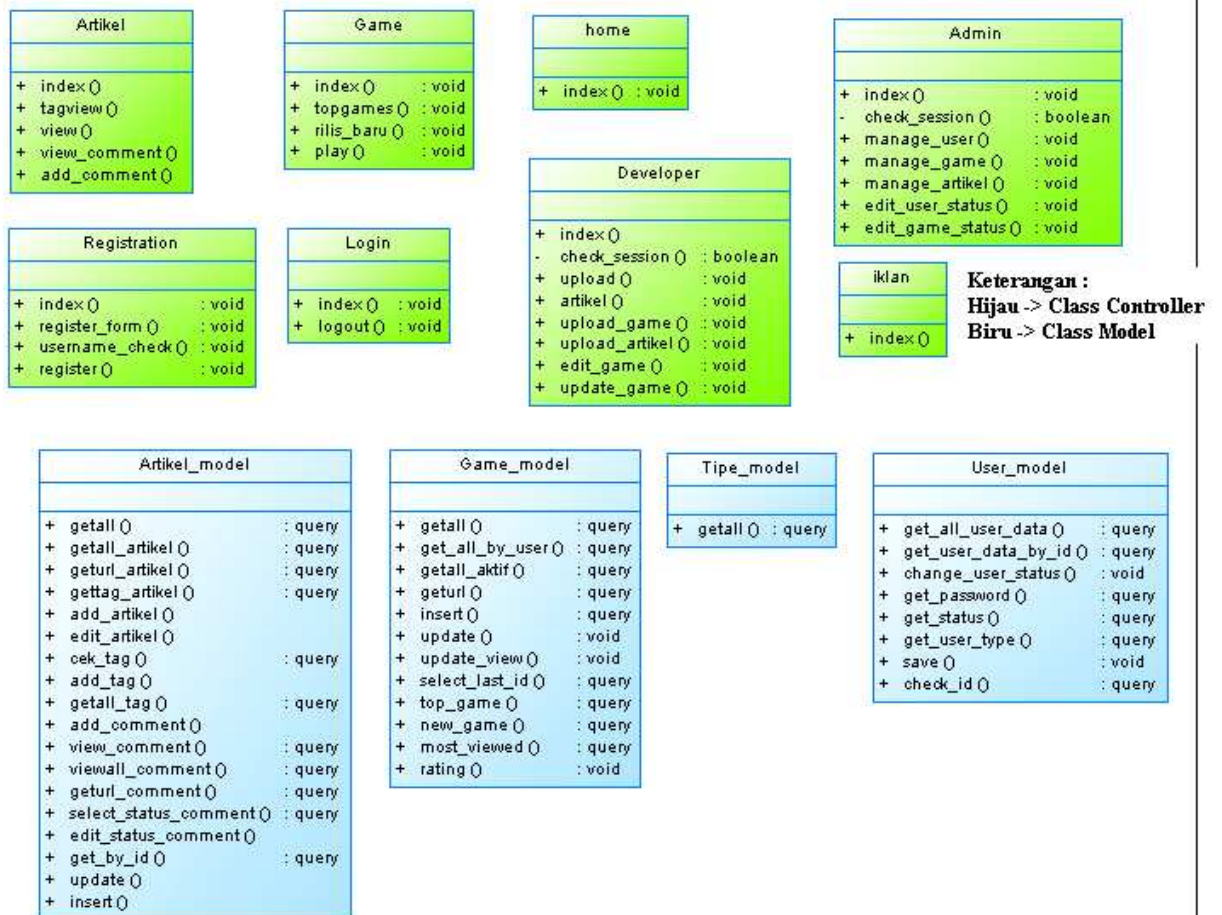 Artikel
+ index ()
+ tagview ()
+ view ()
+ view_comment ()
+ add_comment ()
Game
+ index () : void
+ topgames () : void
+ rilis_baru () : void
+ play () : void
home
+ index () : void
Admin
+ index () : void
- check_session () : boolean
+ manage_user () : void
+ manage_game () : void
+ manage_artikel () : void
+ edit_user_status () : void
+ edit_game_status () : void
Registration
+ index () : void
+ register_form () : void
+ username_check () : void
+ register () : void
Login
+ index () : void
+ logout () : void
Developer
+ index ()
- check_session () : boolean
+ upload () : void
+ artikel () : void
+ upload_game () : void
+ upload_artikel () : void
+ edit_game () : void
+ update_game () : void
iklan
+ index ()
Keterangan :
Hijau -> Class Controller
Biru -> Class Model
Artikel_model
+ getall () : query
+ getall_artikel () : query
+ geturl_artikel () : query
+ gettag_artikel () : query
+ add_artikel ()
+ edit_artikel ()
+ cek_tag () : query
+ add_tag ()
+ getall_tag () : query
+ add_comment ()
+ view_comment () : query
+ viewall_comment () : query
+ geturl_comment () : query
+ select_status_comment () : query
+ edit_status_comment ()
+ get_by_id () : query
+ update ()
+ insert ()
Game_model
+ getall () : query
+ get_all_by_user () : query
+ getall_aktif () : query
+ geturl () : query
+ insert () : query
+ update () : void
+ update_view () : void
+ select_last_id () : query
+ top_game () : query
+ new_game () : query
+ most_viewed () : query
+ rating () : void
Tipe_model
+ getall () : query
User_model
+ get_all_user_data () : query
+ get_user_data_by_id () : query
+ change_user_status () : void
+ get_password () : query
+ get_status () : query
+ get_user_type () : query
+ save () : void
+ check_id () : query